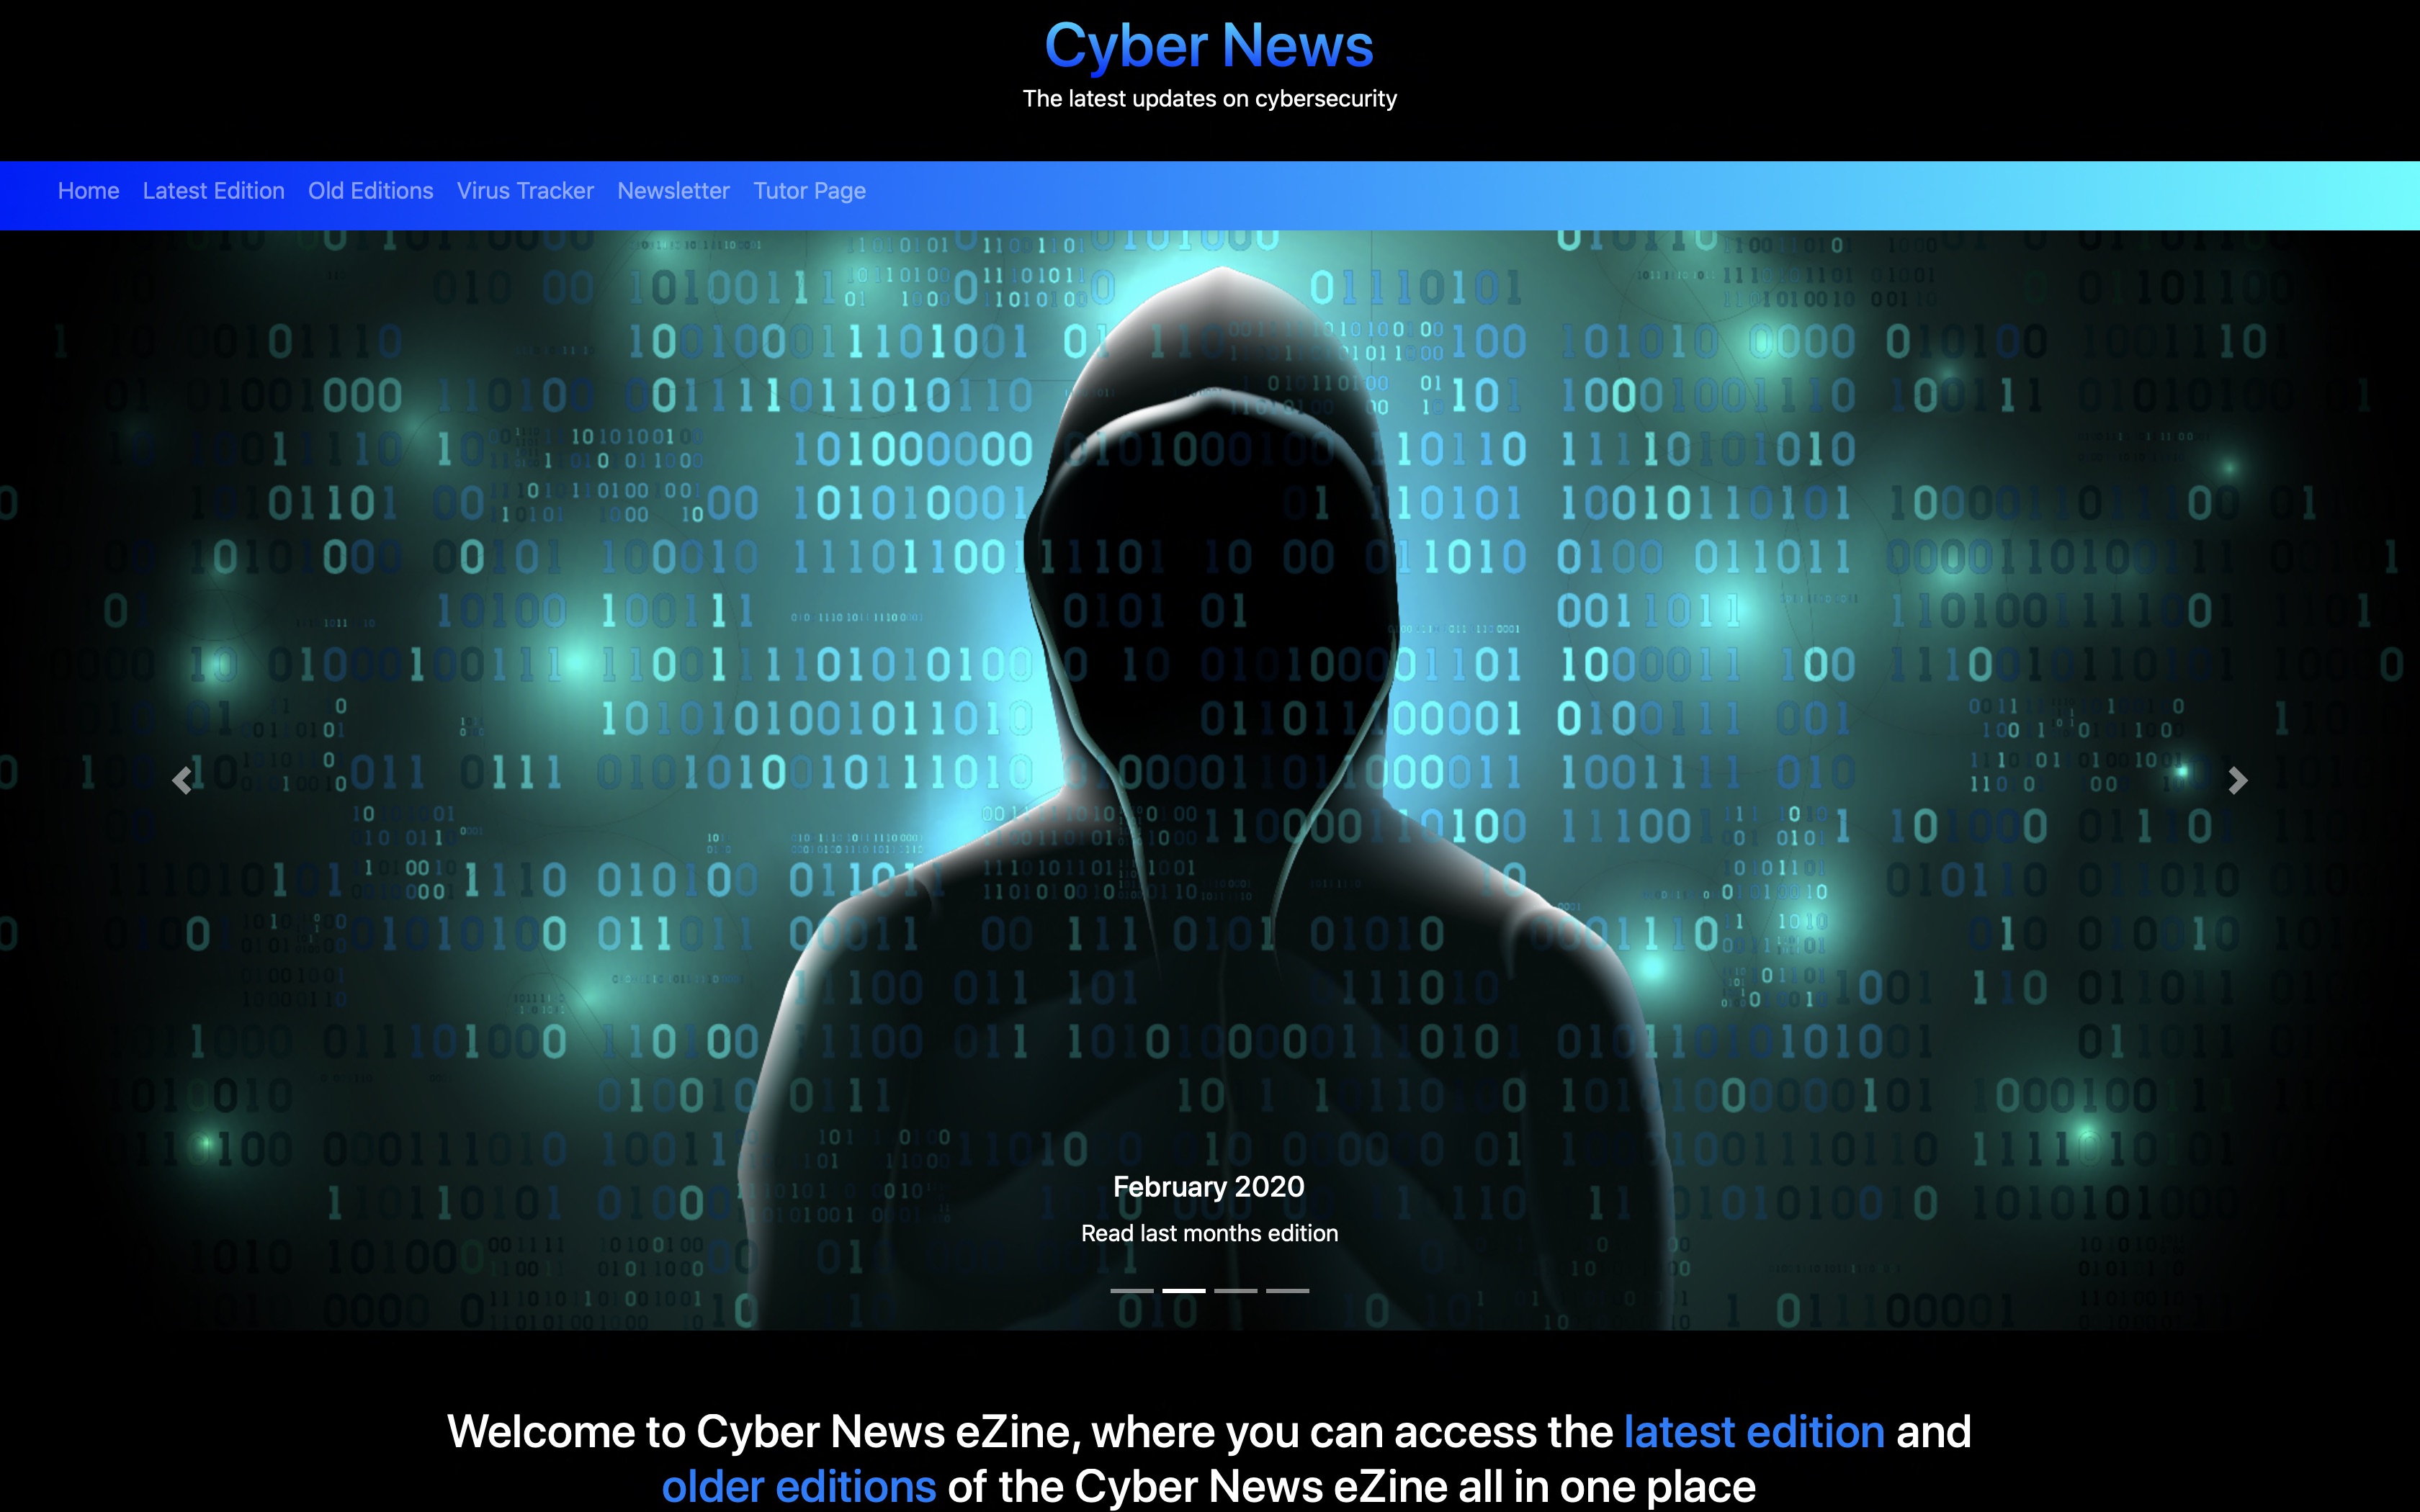 Cyber News
The latest updates on cybersecurity
Home Latest Edition Old Editions Virus Tracker Newsletter Tutor Page
February 2020
Read last months edition
Welcome to Cyber News eZine, where you can access the latest edition and
older editions of the Cyber News eZine all in one place